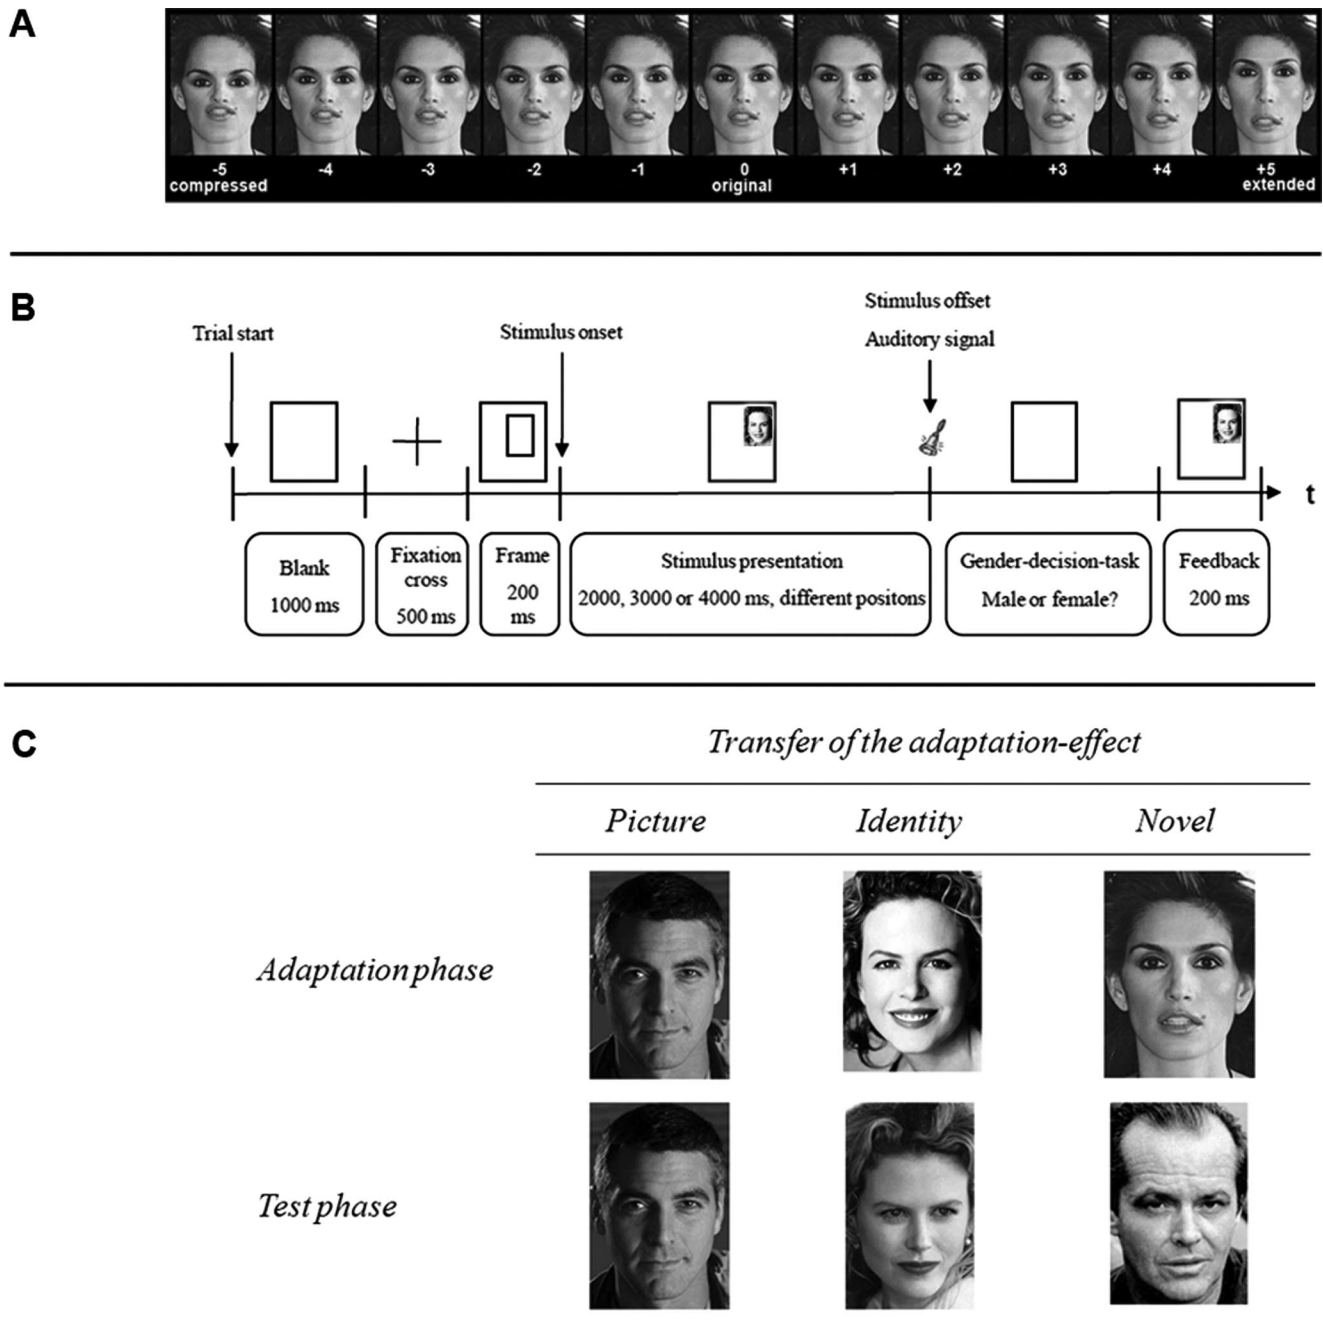 A
-5
-4
-3
-2
-1
0
+1
+2
+3
+4
+5
compressed
original
extended
B
Stimulus offset
Trial start
Stimulus onset
Auditory signal
t
Blank
1000 ms
Fixation
cross
500 ms
Frame
200
ms
Stimulus presentation
2000, 3000 or 4000 ms, different positons
Gender-decision-task
Male or female?
Feedback
200 ms
C
Transfer of the adaptation-effect
Picture
Identity
Novel
Adaptation phase
Test phase